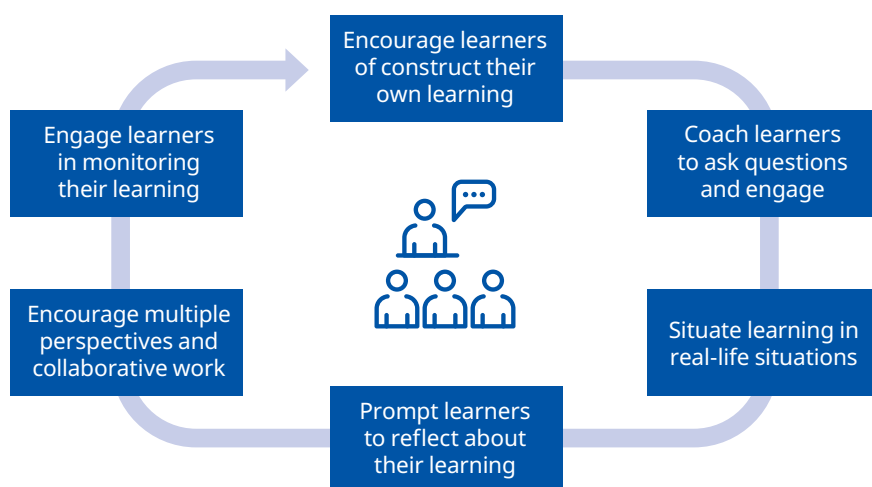 Encourage learners
of construct their
own learning
Coach learners
to ask questions
and engage
Situate learning in
real-life situations
Prompt learners
to reflect about
their learning
Encourage multiple
perspectives and
collaborative work
Engage learners
in monitoring
their learning